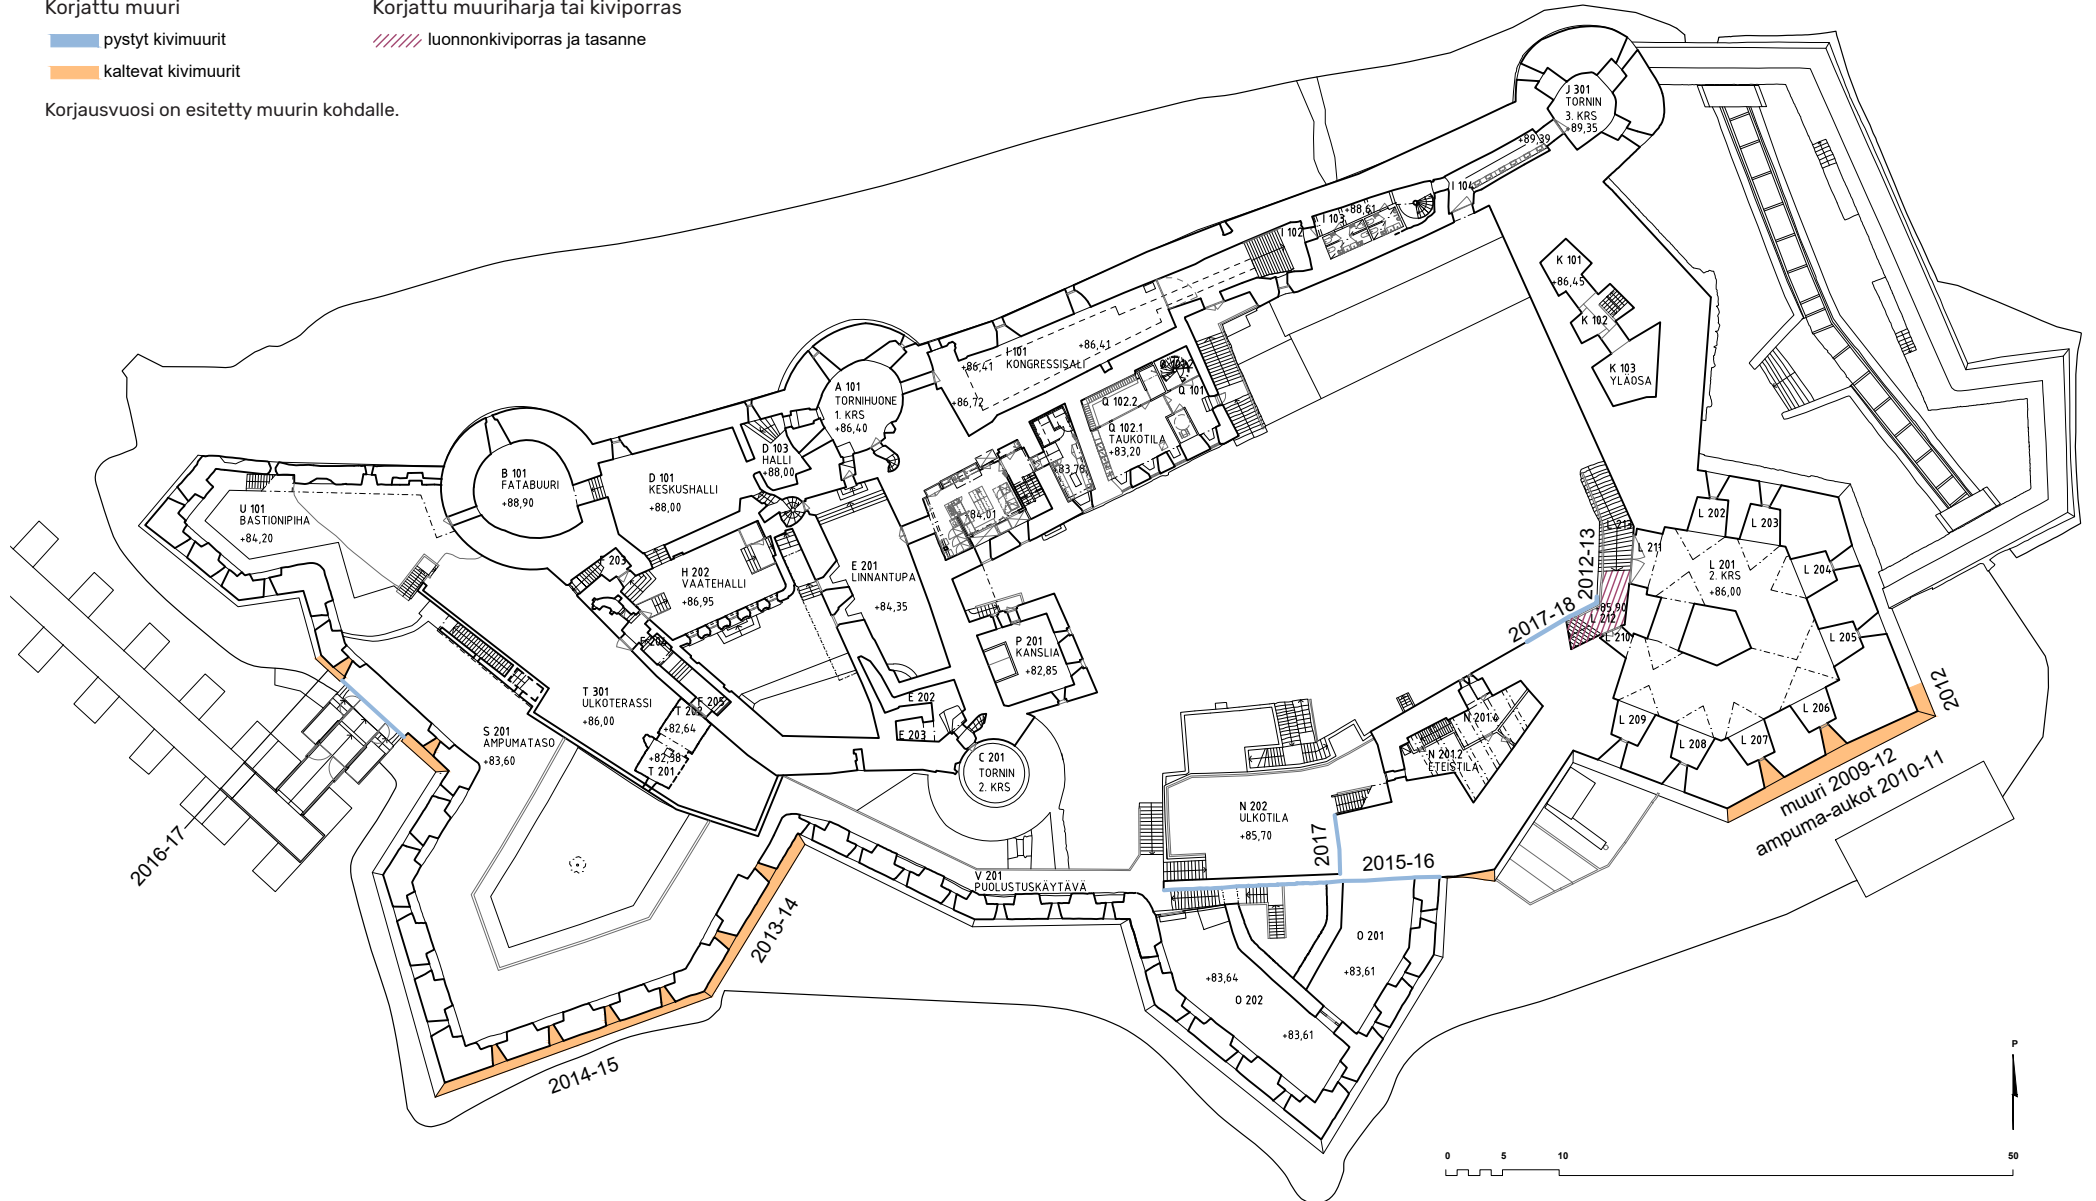 Korjattu muuri
Korjattu muuriharja tai kiviporras
pystyt kivimuurit
luonnonkiviporras ja tasanne
kaltevat kivimuurit
Korjausvuosi on esitetty muurin kohdalle.
J 301
TORNIN
3. KRS
+89,35
+89,39
I 104
+88,61
I 103
I 102
K 101
+86,45
K 102
K 103
YLÄOSA
I 101
KONGRESSISALI
+86,41
+86,41
+86,72
A 101
TORNIHUONE
1. KRS
+86,40
Q 101
Q 102.2
Q 102.1
TAUKOTILA
+83,20
+83,78
+84,01
D 103
HALLI
+88,00
D 101
KESKUSHALLI
+88,00
B 101
FATABUURI
+88,90
U 101
BASTIONIPIHA
+84,20
H 202
VAATEHALLI
+86,95
E 201
LINNANTUPA
+84,35
P 201
KANSLIA
+82,85
E 202
E 203
F 205
T 202
+82,64
+82,38
T 201
T 301
ULKOTERASSI
+86,00
S 201
AMPUMATASO
+83,60
C 201
TORNIN
2. KRS
V 201
PUOLUSTUSKÄYTÄVÄ
N 202
ULKOTILA
+85,70
N 201.2
ETEISTILA
O 201
+83,61
+83,64
O 202
+83,61
L 202
L 203
L 204
L 205
L 206
L 207
L 208
L 209
L 210
L 211
L 212
+85,90
L 201
2. KRS
+86,00
2012-13
2017-18
2012
muuri 2009-12
ampuma-aukot 2010-11
2017
2015-16
2016-17
2013-14
2014-15
P
0 5 10 50